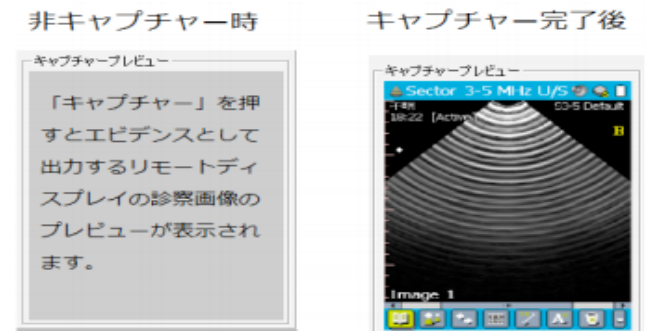 非キャプチャー時
キャプチャープレビュー
「キャプチャー」を押
すとエビデンスとして
出力するリモートディ
スプレイの診察画像の
プレビューが表示され
ます。
キャプチャー完了後
キャプチャープレビュー
Sector 3-5 MHz U/S
S3-5 Default
18:22 [Active]
B
Image 1